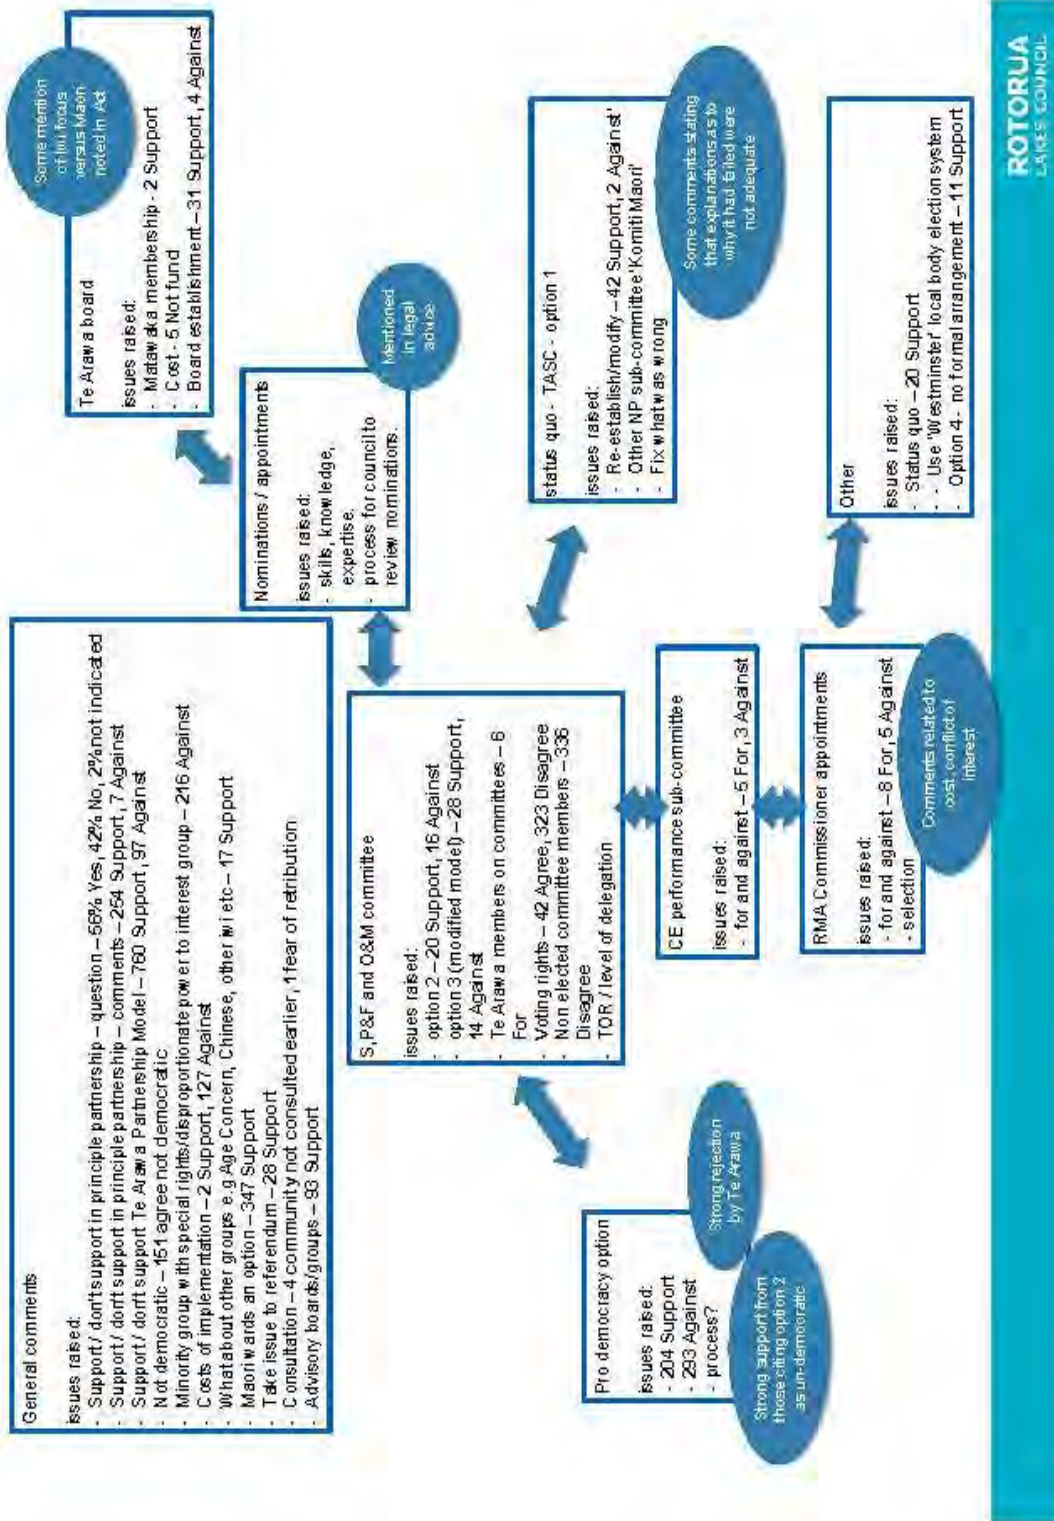 General comments
issues raised:
- Support / don't support in principle partnership – question – 56% Yes, 42% No, 2% not indicated
- Support / don't support in principle partnership – comments – 254 Support, 7 Against
- Support / don't support Te Arawa Partnership Model – 760 Support, 97 Against
- Not democratic – 151 agree not democratic
- Minority group with special rights/disproportionate power to interest group – 216 Against
- Costs of implementation – 2 Support, 127 Against
- What about other groups e.g Age Concern, Chinese, other iwi etc – 17 Support
- Maori wards an option – 347 Support
- Take issue to referendum – 28 Support
- Consultation – 4 community not consulted earlier, 1 fear of retribution
- Advisory boards/groups – 93 Support
Te Arawa board
issues raised:
- Matawaka membership - 2 Support
- Cost - 5 Not fund
- Board establishment – 31 Support, 4 Against
Some mention
of Iwi focus
versus Maori
noted in Act
Nominations / appointments
issues raised:
- skills, knowledge,
expertise.
- process for council to
review nominations.
Mentioned
in legal
advice
S,P&F and O&M committee
issues raised:
- option 2 – 20 Support, 16 Against
- option 3 (modified model) – 28 Support,
14 Against
- Te Arawa members on committees – 6
For
- Voting rights – 42 Agree, 323 Disagree
- Non elected committee members – 336
Disagree
- TOR / level of delegation
status quo - TASC - option 1
issues raised:
- Re-establish/modify – 42 Support, 2 Against'
- Other NP sub-committee 'Komiti Maori'
- Fix what was wrong
Some comments stating
that explanations as to
why it had failed were
not adequate
Pro democracy option
issues raised:
- 204 Support
- 293 Against
- process?
Strong rejection
by Te Arawa
Strong support from
those citing option 2
as un-democratic
CE performance sub-committee
issues raised:
- for and against – 5 For, 3 Against
RMA Commissioner appointments
issues raised:
- for and against – 8 For, 5 Against
- selection
Comments related to
cost, conflict of
interest
Other
issues raised:
- Status quo – 20 Support
- - Use 'Westminster' local body election system
- Option 4 - no formal arrangement – 11 Support
ROTORUA
LAKES COUNCIL